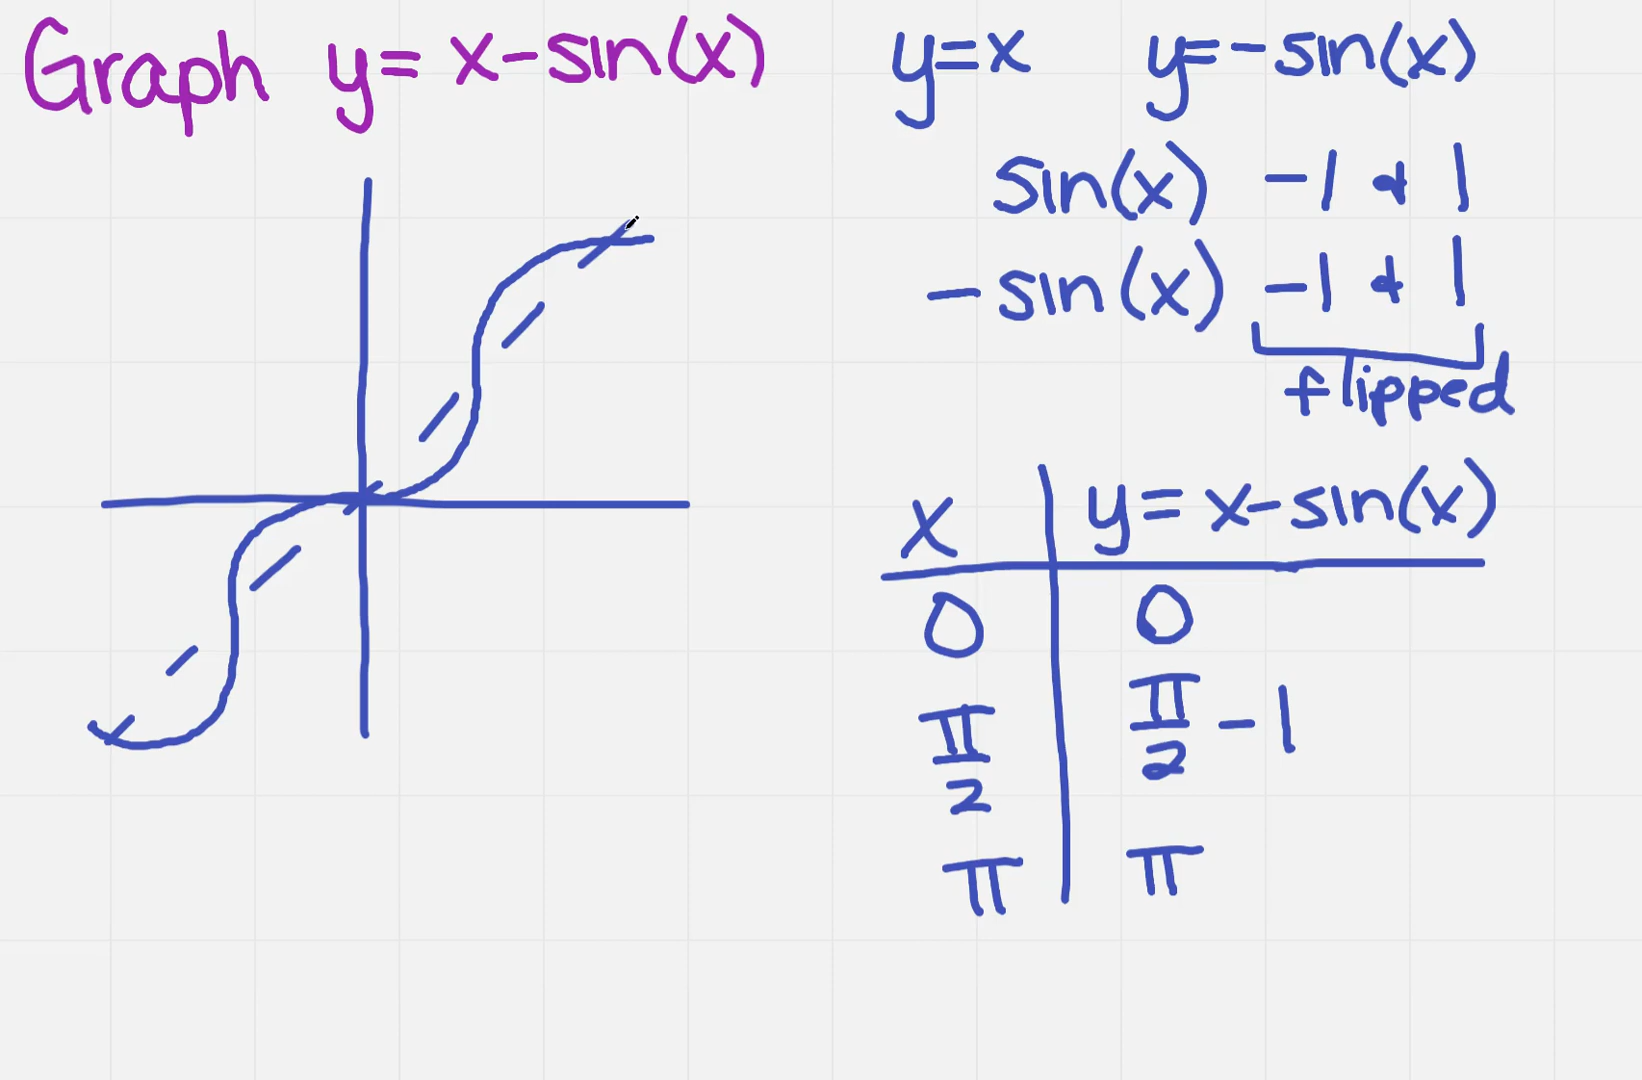 Graph y = x - sin(x)
y = x y = - sin(x)
sin(x) -1 & 1
- sin(x) -1 & 1
flipped
x y = x - sin(x)
0 0
π/2 π/2 - 1
π π